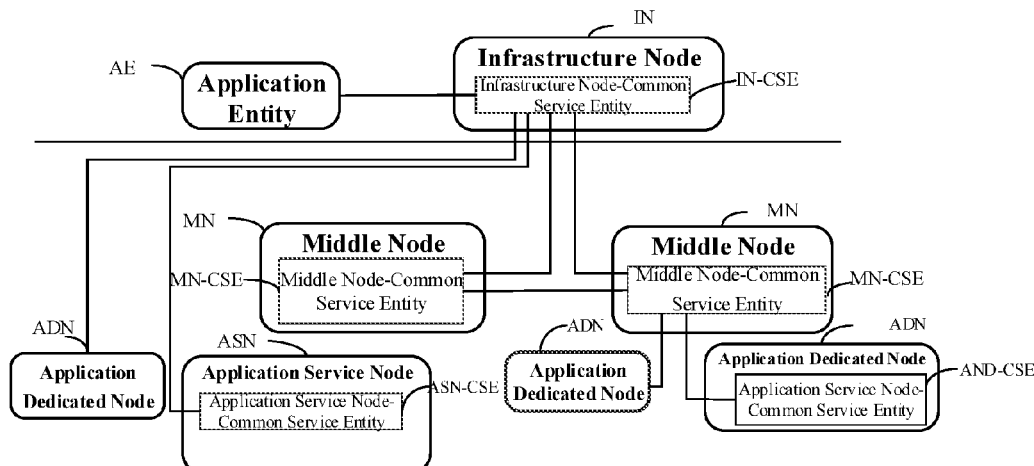 IN
AE
Infrastructure Node
Infrastructure Node-Common
Service Entity
IN-CSE
Application
Entity
MN
Middle Node
MN-CSE
Middle Node-Common
Service Entity
MN
Middle Node
Middle Node-Common
Service Entity
MN-CSE
ADN
Application
Dedicated Node
ASN
Application Service Node
Application Service Node-
Common Service Entity
ASN-CSE
ADN
Application
Dedicated Node
ADN
Application Dedicated Node
Application Service Node-
Common Service Entity
AND-CSE